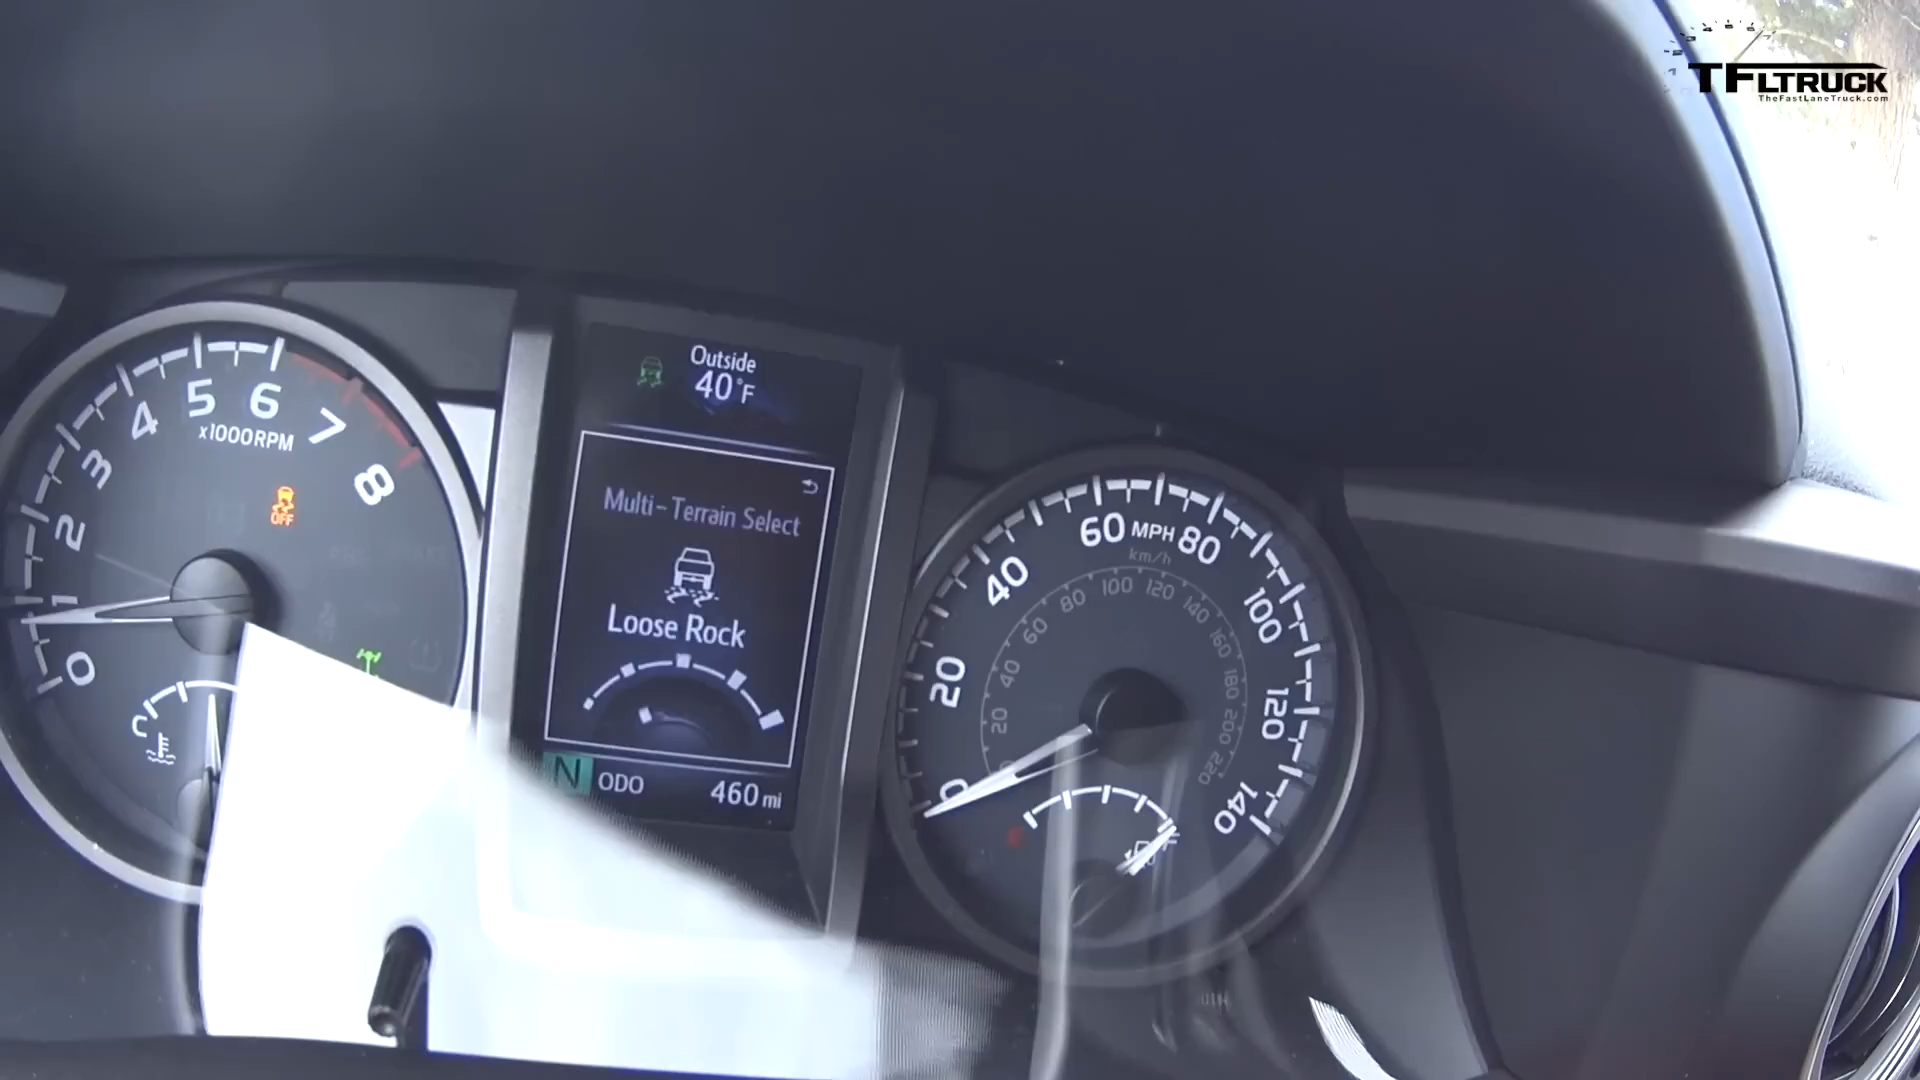 TFLTRUCK
TheFastLaneTruck.com
Outside
40°F
Multi-Terrain Select
Loose Rock
N ODO 460 mi
0
1
2
3
4
5
6
7
8
x1000RPM
OFF
C
0
20
40
60
MPH
80
100
120
140
km/h
20
40
60
80
100
120
140
160
180
200
220